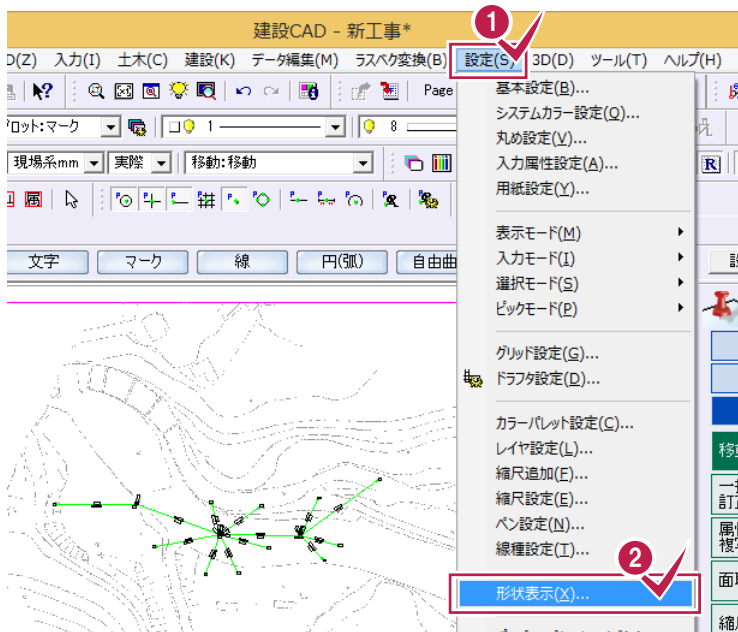 建設CAD - 新工事*
1
D(Z) 入力(I) 土木(C) 建設(K) データ編集(M) ラスベク変換(B) 設定(S) 3D(D) ツール(T) ヘルプ(H)
Page
プロット:マーク 1 8
現場系mm 実際 移動:移動
R
文字 マーク 線 円(弧) 自由曲
基本設定(B)...
システムカラー設定(Q)...
丸め設定(V)...
入力属性設定(A)...
用紙設定(Y)...
表示モード(M)
入力モード(I)
選択モード(S)
ピックモード(P)
グリッド設定(G)...
ドラフタ設定(D)...
カラーパレット設定(C)...
レイヤ設定(L)...
縮尺追加(F)...
縮尺設定(E)...
ペン設定(N)...
線種設定(T)...
2
形状表示(X)...